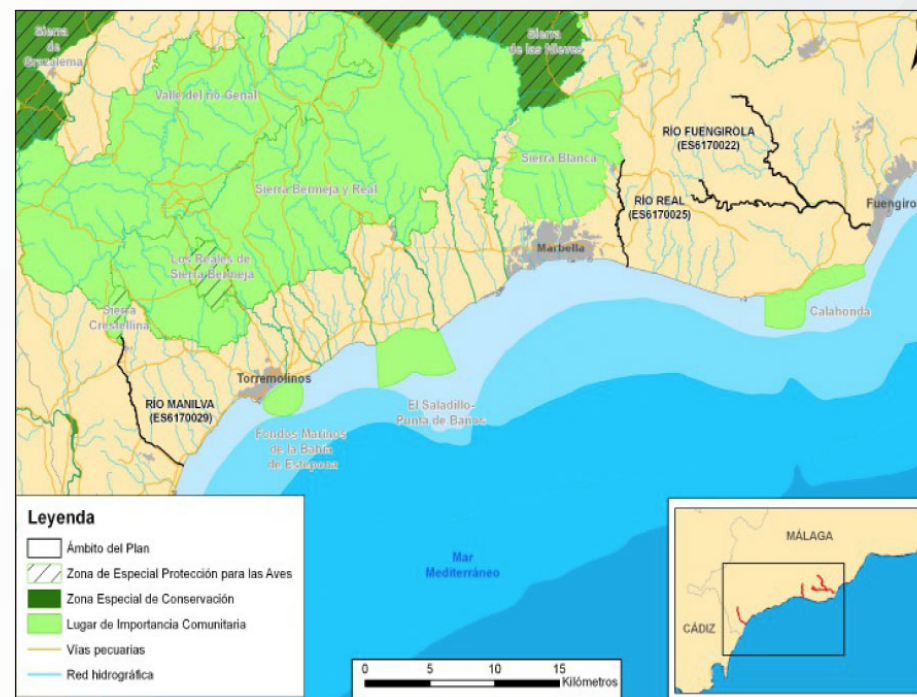 Sierra
de
Grazalema
Sierra
de las Nieves
Valle del río Genal
RÍO FUENGIROLA
(ES6170022)
Sierra Blanca
Sierra Bermeja y Real
RÍO REAL
(ES6170025)
Fuengirol
Marbella
Los Reales de
Sierra Bermeja
Sierra
Crestellina
Calahonda
Torremolinos
RÍO MANILVA
(ES6170029)
El Saladillo-
Punta de Baños
Fondos Marinos
de la Bahía
de Estepona
Mar
Mediterráneo
Leyenda
Ámbito del Plan
Zona de Especial Protección para las Aves
Zona Especial de Conservación
Lugar de Importancia Comunitaria
Vías pecuarias
Red hidrográfica
0 5 10 15
Kilómetros
MÁLAGA
CÁDIZ